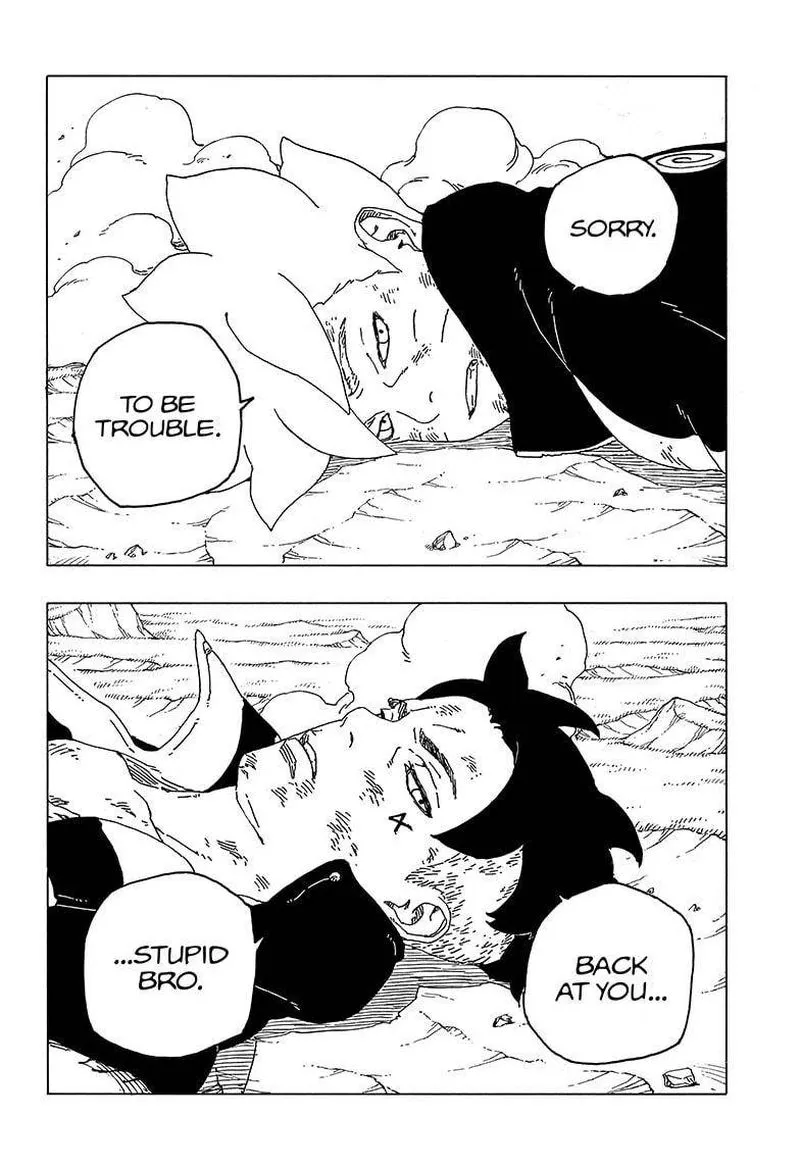 SORRY.
TO BE
TROUBLE.
BACK
AT YOU...
...STUPID
BRO.